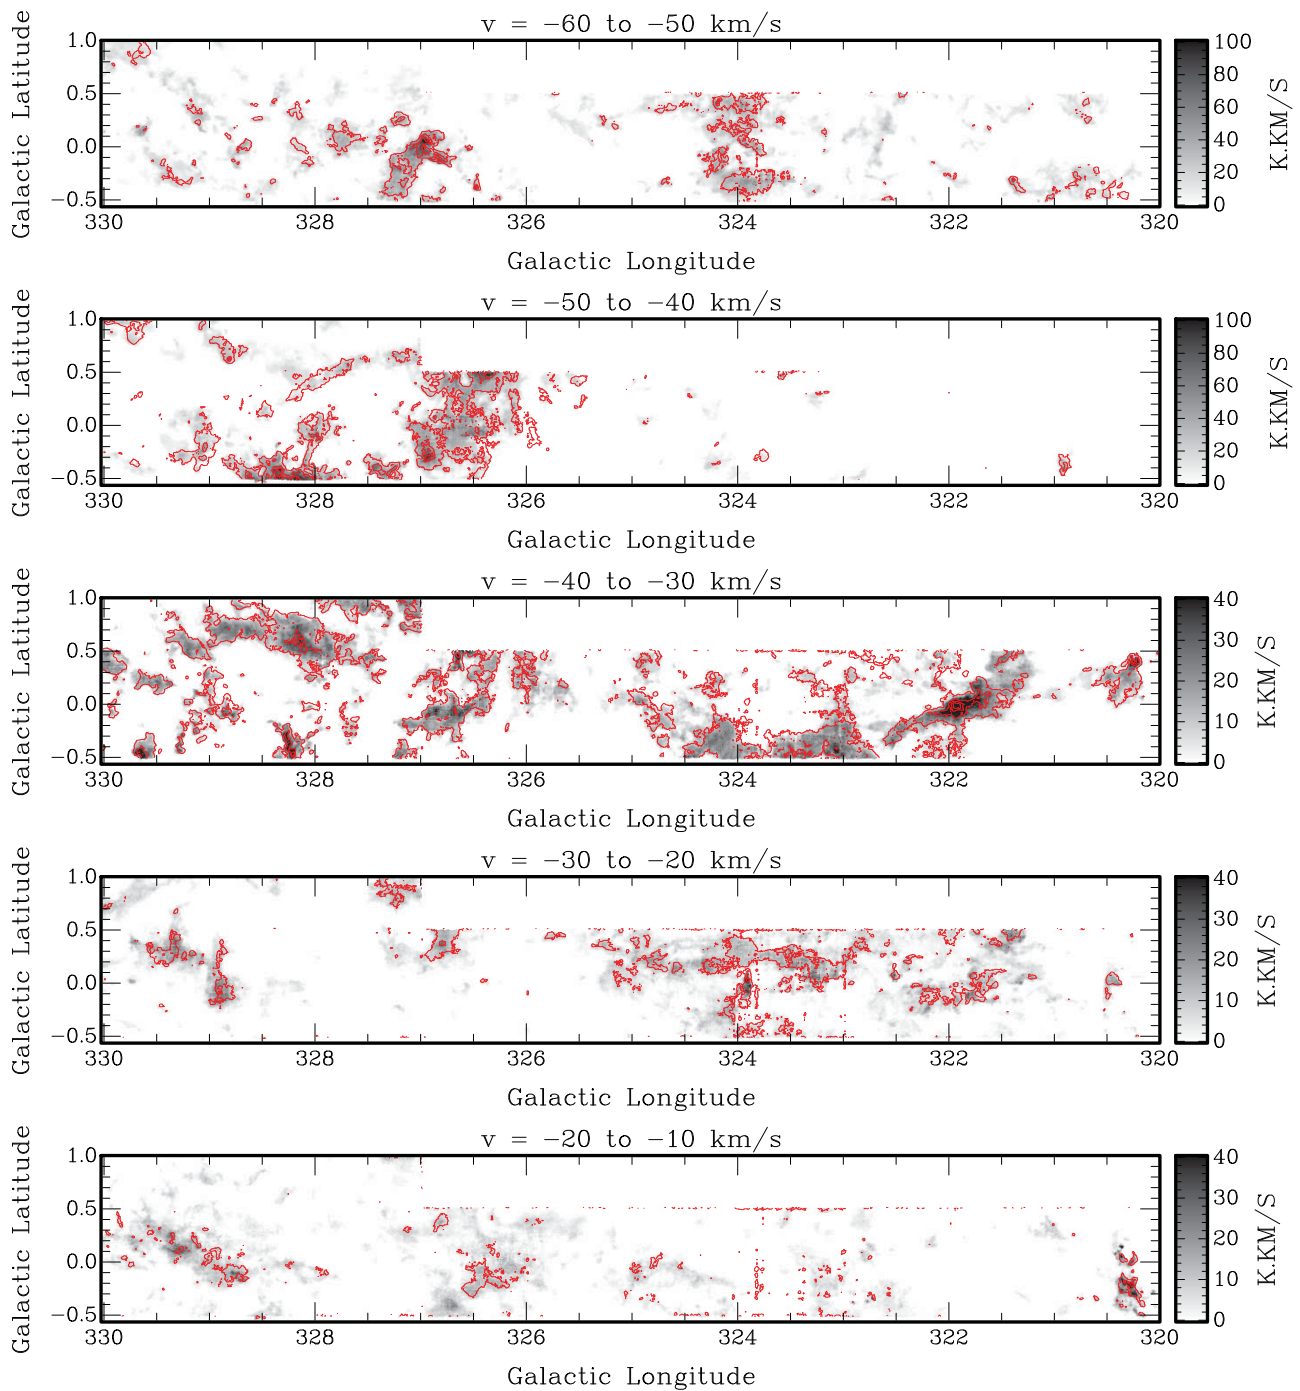 v = −60 to −50 km/s
Galactic Latitude
1.0
0.5
0.0
−0.5
330 328 326 324 322 320
Galactic Longitude
100
80
60
40
20
0
K.KM/S
v = −50 to −40 km/s
Galactic Latitude
1.0
0.5
0.0
−0.5
330 328 326 324 322 320
Galactic Longitude
100
80
60
40
20
0
K.KM/S
v = −40 to −30 km/s
Galactic Latitude
1.0
0.5
0.0
−0.5
330 328 326 324 322 320
Galactic Longitude
40
30
20
10
0
K.KM/S
v = −30 to −20 km/s
Galactic Latitude
1.0
0.5
0.0
−0.5
330 328 326 324 322 320
Galactic Longitude
40
30
20
10
0
K.KM/S
v = −20 to −10 km/s
Galactic Latitude
1.0
0.5
0.0
−0.5
330 328 326 324 322 320
Galactic Longitude
40
30
20
10
0
K.KM/S